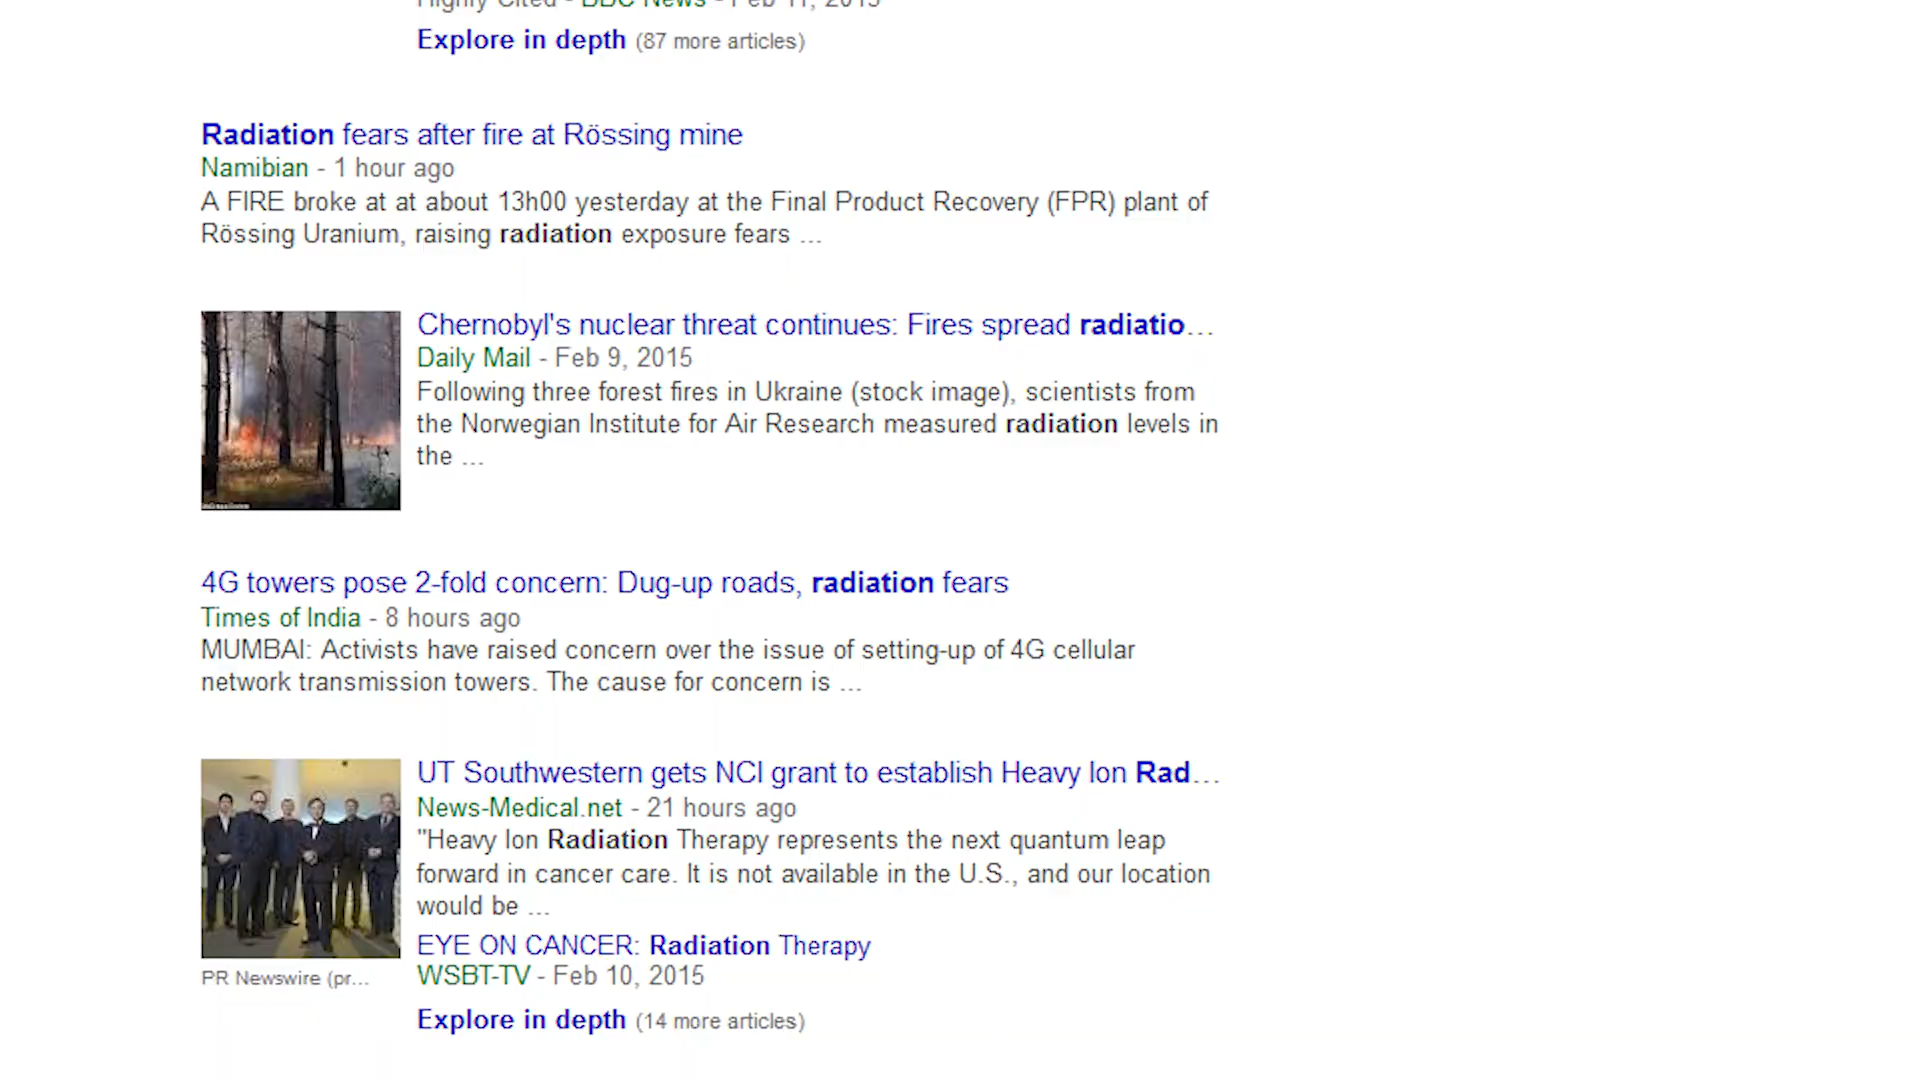 Highly Cited - BBC News - Feb 11, 2015
Explore in depth (87 more articles)
Radiation fears after fire at Rössing mine
Namibian - 1 hour ago
A FIRE broke at at about 13h00 yesterday at the Final Product Recovery (FPR) plant of
Rössing Uranium, raising radiation exposure fears ...
Chernobyl's nuclear threat continues: Fires spread radiatio...
Daily Mail - Feb 9, 2015
Following three forest fires in Ukraine (stock image), scientists from
the Norwegian Institute for Air Research measured radiation levels in
the ...
4G towers pose 2-fold concern: Dug-up roads, radiation fears
Times of India - 8 hours ago
MUMBAI: Activists have raised concern over the issue of setting-up of 4G cellular
network transmission towers. The cause for concern is ...
UT Southwestern gets NCI grant to establish Heavy Ion Rad...
News-Medical.net - 21 hours ago
"Heavy Ion Radiation Therapy represents the next quantum leap
forward in cancer care. It is not available in the U.S., and our location
would be ...
EYE ON CANCER: Radiation Therapy
WSBT-TV - Feb 10, 2015
PR Newswire (pr...
Explore in depth (14 more articles)